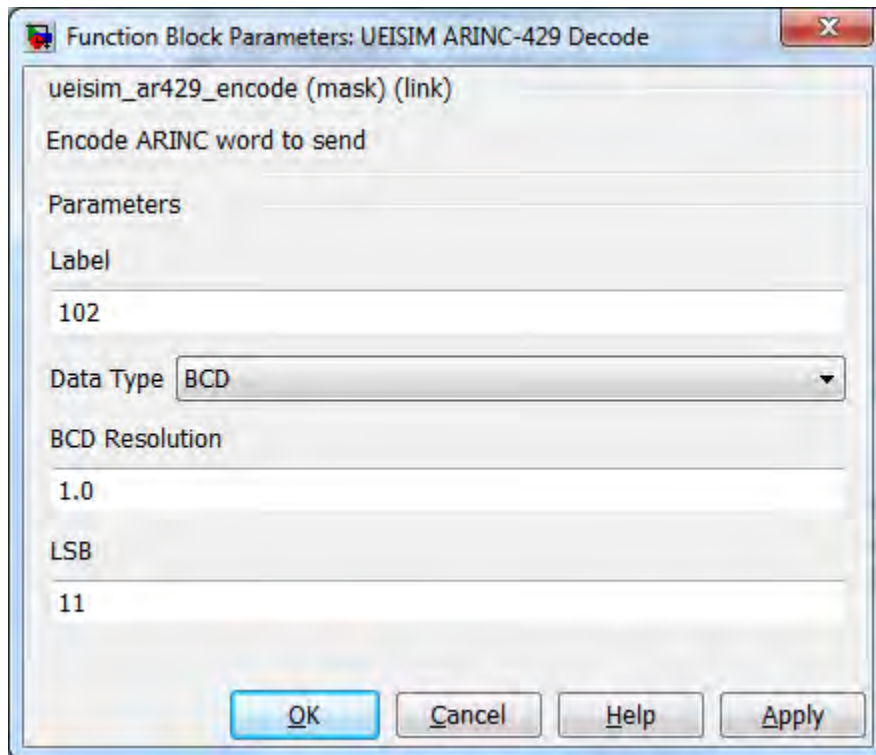 Function Block Parameters: UEISIM ARINC-429 Decode
ueisim_ar429_encode (mask) (link)
Encode ARINC word to send
Parameters
Label
102
Data Type BCD
BCD Resolution
1.0
LSB
11
OK Cancel Help Apply